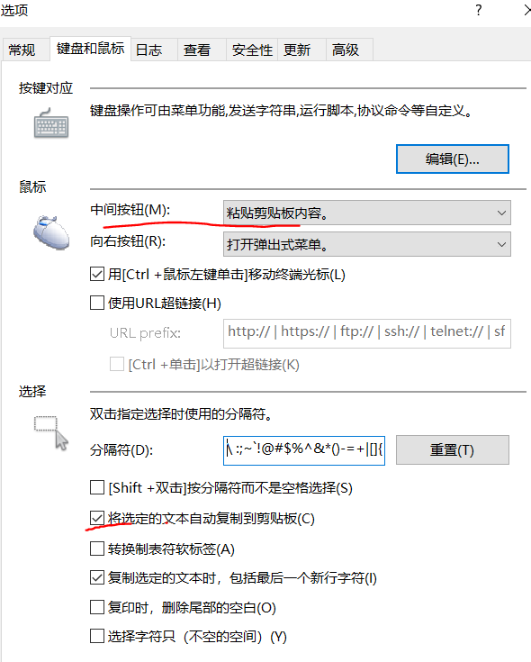 选项
?
常规 键盘和鼠标 日志 查看 安全性 更新 高级
按键对应
键盘操作可由菜单功能,发送字符串,运行脚本,协议命令等自定义。
编辑(E)...
鼠标
中间按钮(M): 粘贴剪贴板内容。
向右按钮(R): 打开弹出式菜单。
用[Ctrl +鼠标左键单击]移动终端光标(L)
使用URL超链接(H)
URL prefix: http:// | https:// | ftp:// | ssh:// | telnet:// | sf
[Ctrl +单击]以打开超链接(K)
选择
双击指定选择时使用的分隔符。
分隔符(D): \ :;~`!@#$%^&*()-=+|[]{ 重置(T)
[Shift +双击]按分隔符而不是空格选择(S)
将选定的文本自动复制到剪贴板(C)
转换制表符软标签(A)
复制选定的文本时，包括最后一个新行字符(I)
复印时，删除尾部的空白(O)
选择字符只（不空的空间）(Y)